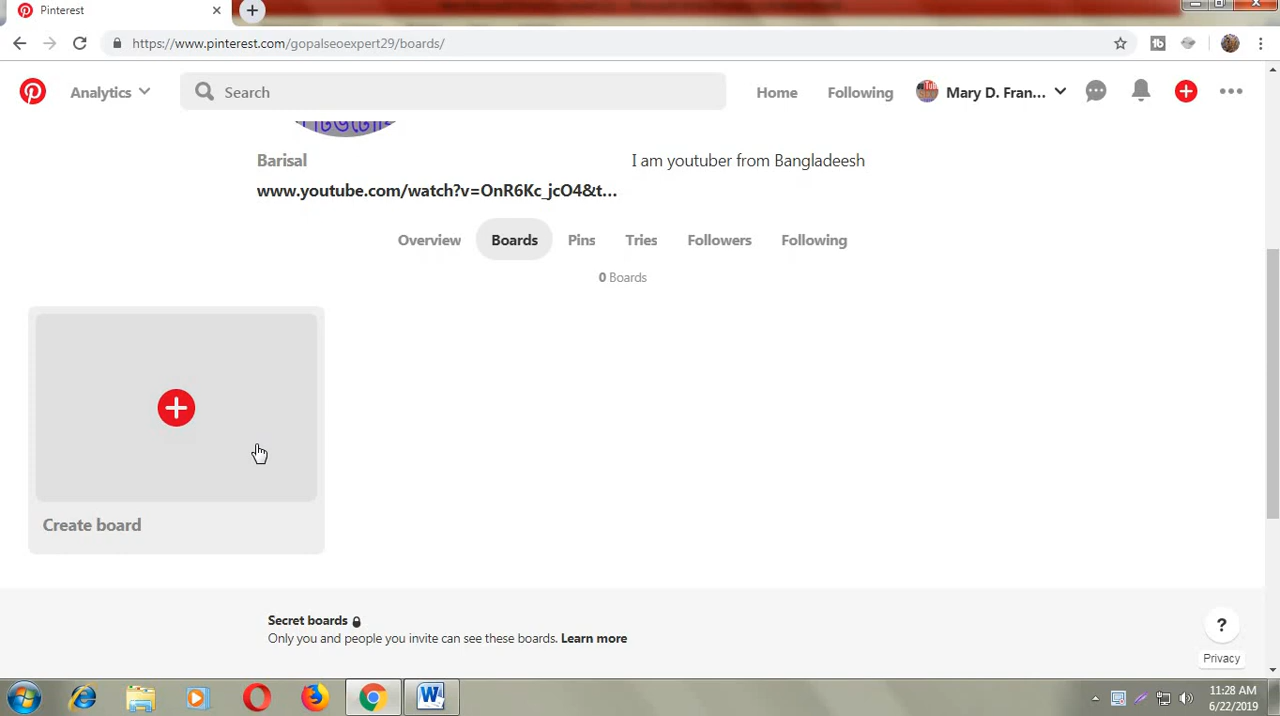 Pinterest
https://www.pinterest.com/gopalseoexpert29/boards/
Analytics
Search
Home
Following
Mary D. Fran...
Barisal
I am youtuber from Bangladeesh
www.youtube.com/watch?v=OnR6Kc_jcO4&t...
Overview
Boards
Pins
Tries
Followers
Following
0 Boards
Create board
Secret boards
Only you and people you invite can see these boards. Learn more
?
Privacy
11:28 AM
6/22/2019